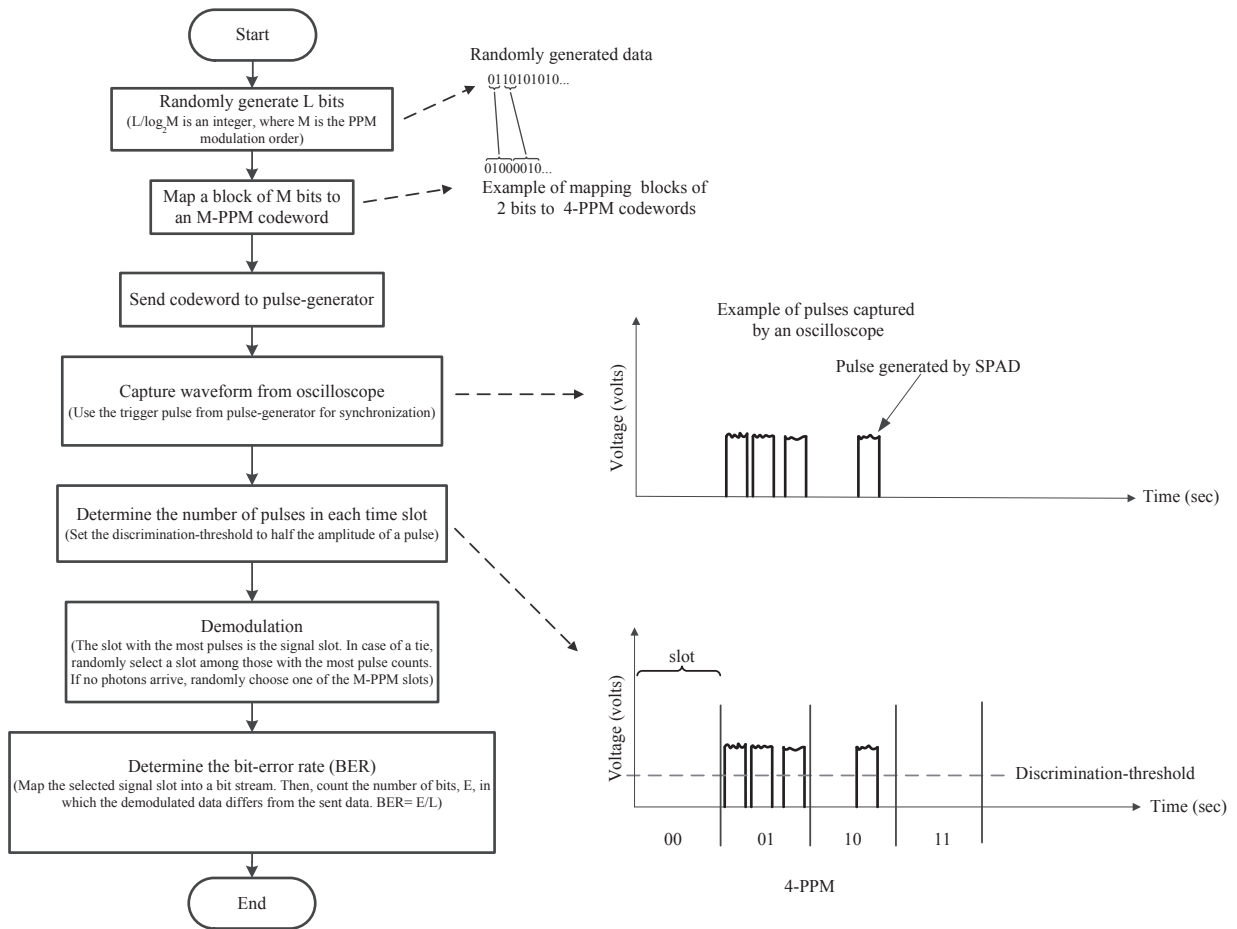 Start
Randomly generate L bits
(L/log2M is an integer, where M is the PPM
modulation order)
Randomly generated data
0110101010...
01000010...
Example of mapping blocks of
2 bits to 4-PPM codewords
Map a block of M bits to
an M-PPM codeword
Send codeword to pulse-generator
Capture waveform from oscilloscope
(Use the trigger pulse from pulse-generator for synchronization)
Example of pulses captured
by an oscilloscope
Pulse generated by SPAD
Voltage (volts)
Time (sec)
Determine the number of pulses in each time slot
(Set the discrimination-threshold to half the amplitude of a pulse)
Demodulation
(The slot with the most pulses is the signal slot. In case of a tie,
randomly select a slot among those with the most pulse counts.
If no photons arrive, randomly choose one of the M-PPM slots)
Determine the bit-error rate (BER)
(Map the selected signal slot into a bit stream. Then, count the number of bits, E, in
which the demodulated data differs from the sent data. BER= E/L)
End
slot
Voltage (volts)
Discrimination-threshold
Time (sec)
00 01 10 11
4-PPM